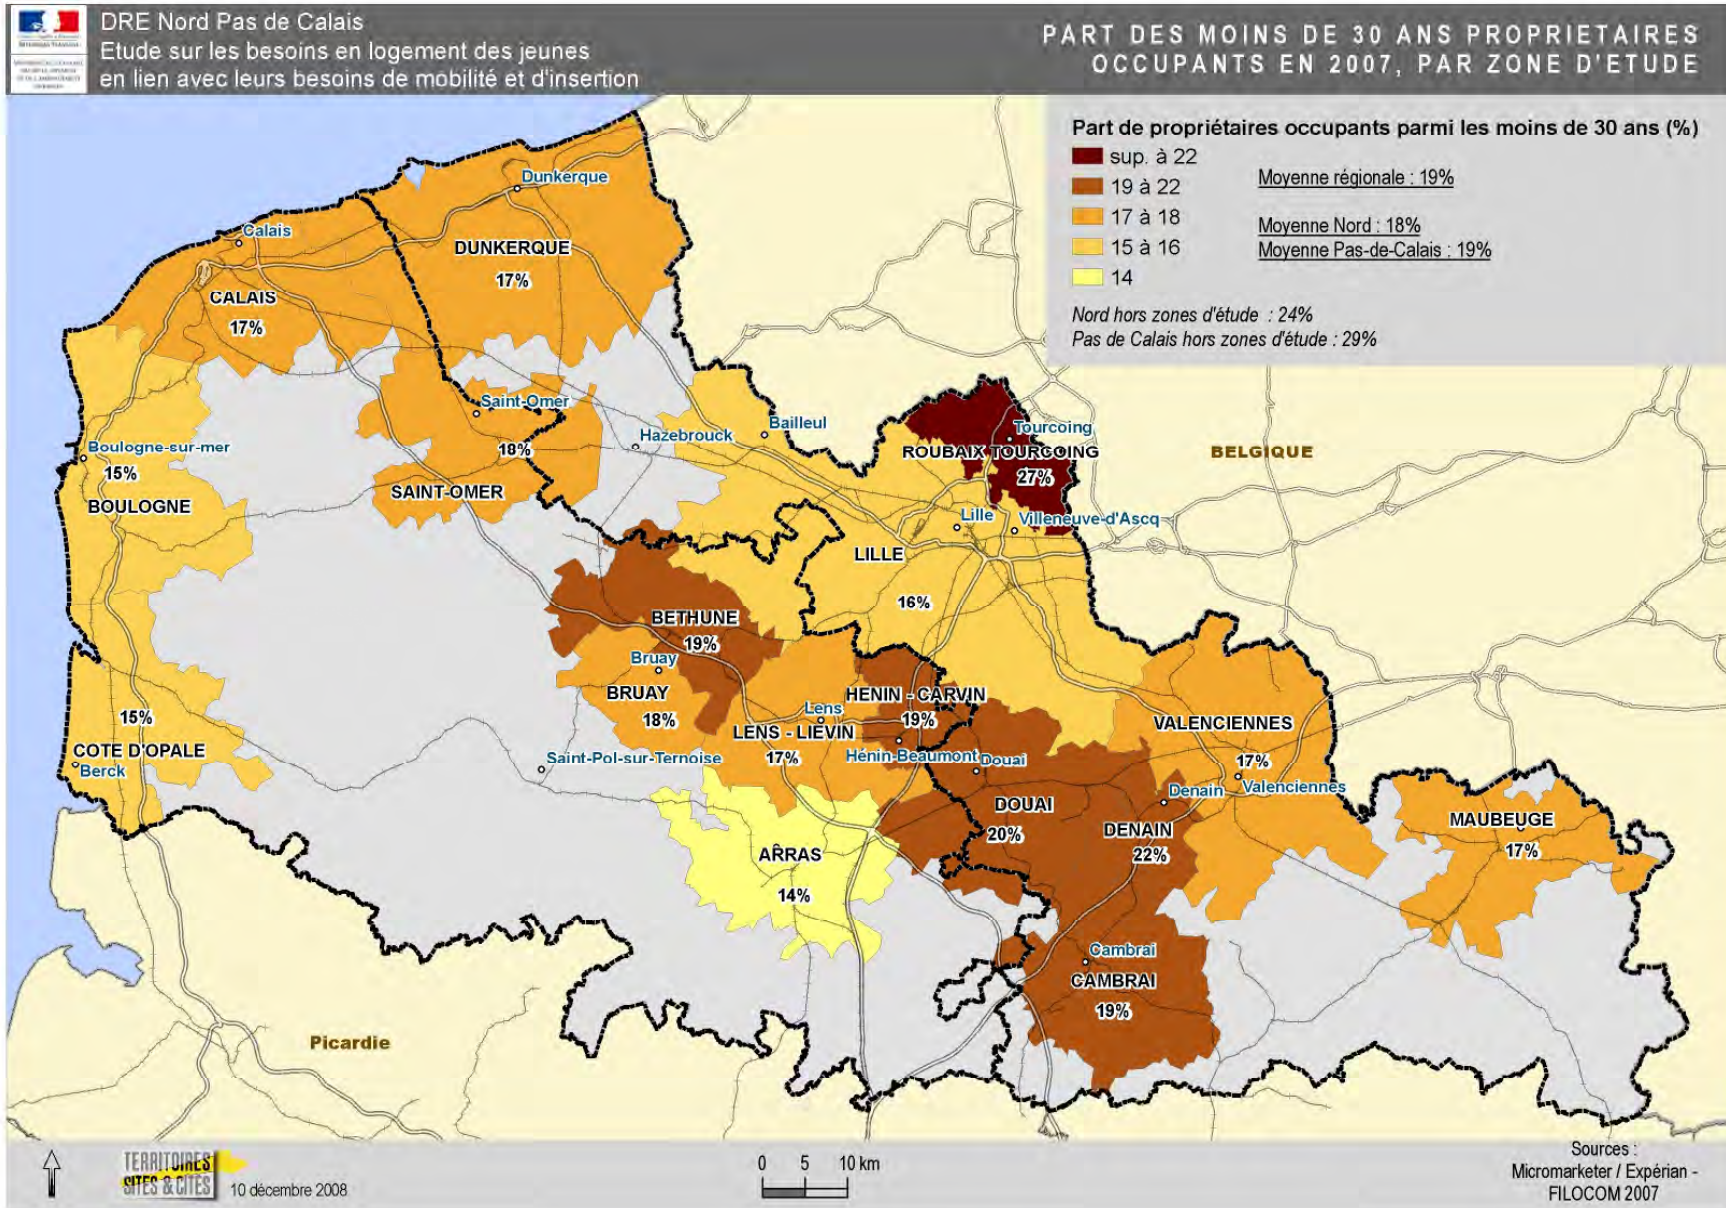 DRE Nord Pas de Calais
Etude sur les besoins en logement des jeunes
en lien avec leurs besoins de mobilité et d'insertion
PART DES MOINS DE 30 ANS PROPRIETAIRES
OCCUPANTS EN 2007, PAR ZONE D'ETUDE
Part de propriétaires occupants parmi les moins de 30 ans (%)
sup. à 22
19 à 22
17 à 18
15 à 16
14
Moyenne régionale : 19%
Moyenne Nord : 18%
Moyenne Pas-de-Calais : 19%
Nord hors zones d'étude : 24%
Pas de Calais hors zones d'étude : 29%
Dunkerque
DUNKERQUE
17%
Calais
CALAIS
17%
Saint-Omer
18%
SAINT-OMER
Hazebrouck
Bailleul
Boulogne-sur-mer
15%
BOULOGNE
Tourcoing
ROUBAIX TOURCOING
27%
BELGIQUE
Lille
Villeneuve-d'Ascq
LILLE
16%
BETHUNE
19%
Bruay
BRUAY
18%
Lens
LENS - LIEVIN
17%
HENIN - CARVIN
19%
Hénin-Beaumont
15%
COTE D'OPALE
Berck
Saint-Pol-sur-Ternoise
Douai
DOUAI
20%
VALENCIENNES
17%
Valenciennes
Denain
DENAIN
22%
MAUBEUGE
17%
ARRAS
14%
Cambrai
CAMBRAI
19%
Picardie
TERRITOIRES
SITES & CITÉS
10 décembre 2008
0 5 10 km
Sources :
Micromarketer / Expérian -
FILOCOM 2007